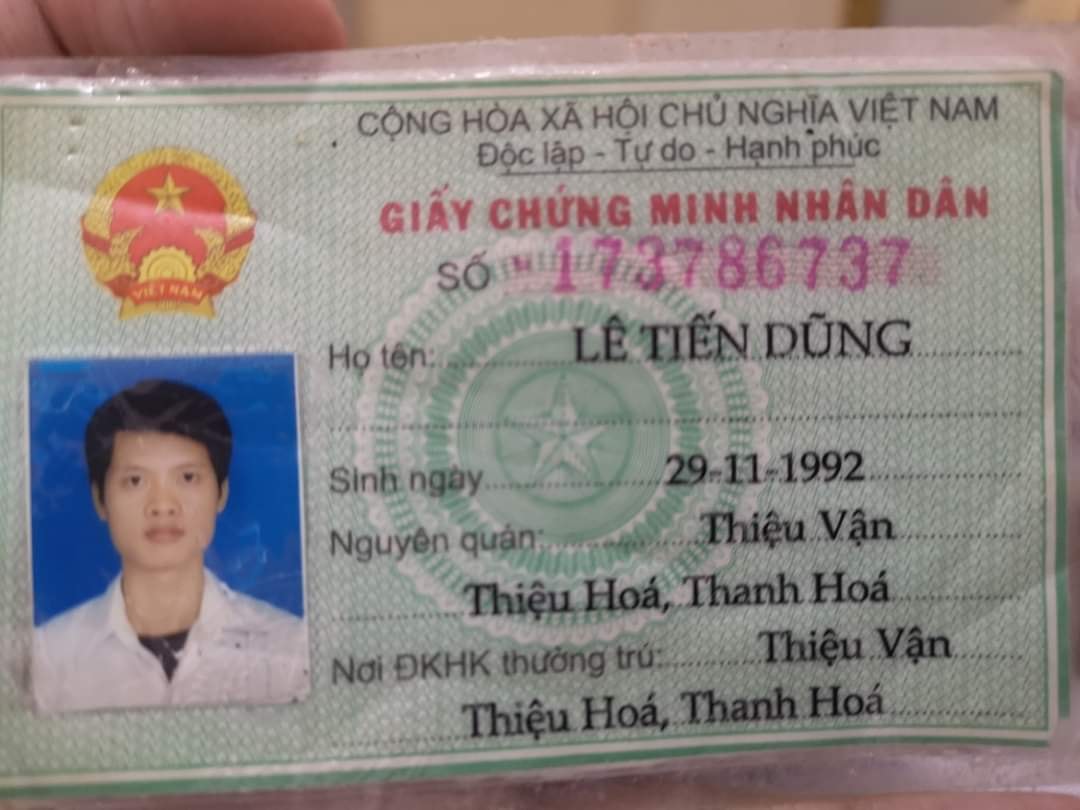 CỘNG HÒA XÃ HỘI CHỦ NGHĨA VIỆT NAM
Độc lập - Tự do - Hạnh phúc
GIẤY CHỨNG MINH NHÂN DÂN
SỐ 173786737
VIỆT NAM
Họ tên: LÊ TIẾN DŨNG
Sinh ngày 29-11-1992
Nguyên quán: Thiệu Vận
Thiệu Hoá, Thanh Hoá
Nơi ĐKHK thường trú: Thiệu Vận
Thiệu Hoá, Thanh Hoá